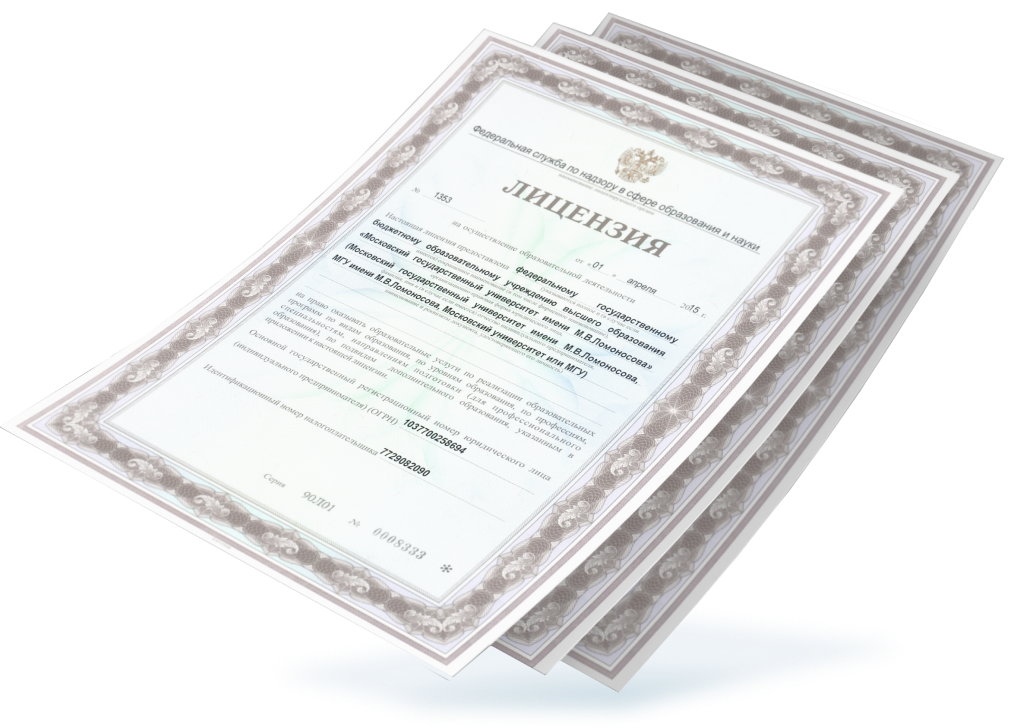 Федеральная служба по надзору в сфере образования и науки
наименование лицензирующего органа
ЛИЦЕНЗИЯ
№ 1353 от « 01 » апреля 2015 г.
на осуществление образовательной деятельности
Настоящая лицензия предоставлена федеральному государственному
бюджетному образовательному учреждению высшего образования
«Московский государственный университет имени М.В.Ломоносова»
(Московский государственный университет имени М.В.Ломоносова,
МГУ имени М.В.Ломоносова, Московский университет или МГУ)
на право оказывать образовательные услуги по реализации образовательных
программ по видам образования, по уровням образования, по профессиям,
специальностям, направлениям подготовки (для профессионального
образования), по подвидам дополнительного образования, указанным в
приложении к настоящей лицензии.
Основной государственный регистрационный номер юридического лица
(индивидуального предпринимателя) (ОГРН) 1037700258694
Идентификационный номер налогоплательщика 7729082090
Серия 90Л01 № 0008333 *